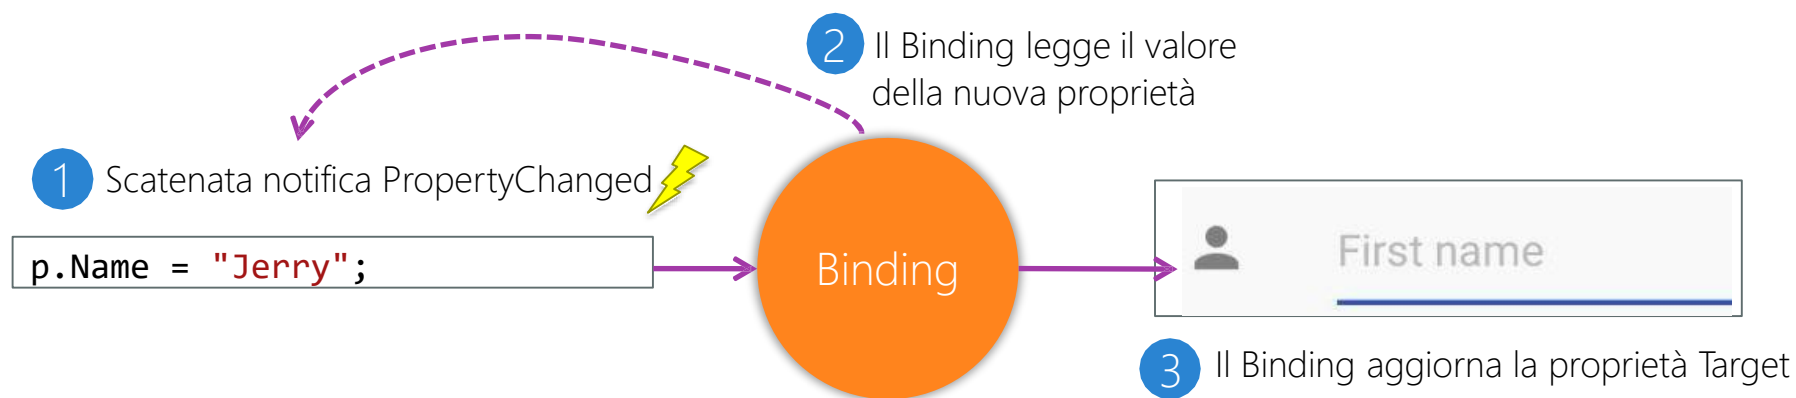 2 Il Binding legge il valore
della nuova proprietà
1 Scatenata notifica PropertyChanged
p.Name = "Jerry";
Binding
First name
3 Il Binding aggiorna la proprietà Target